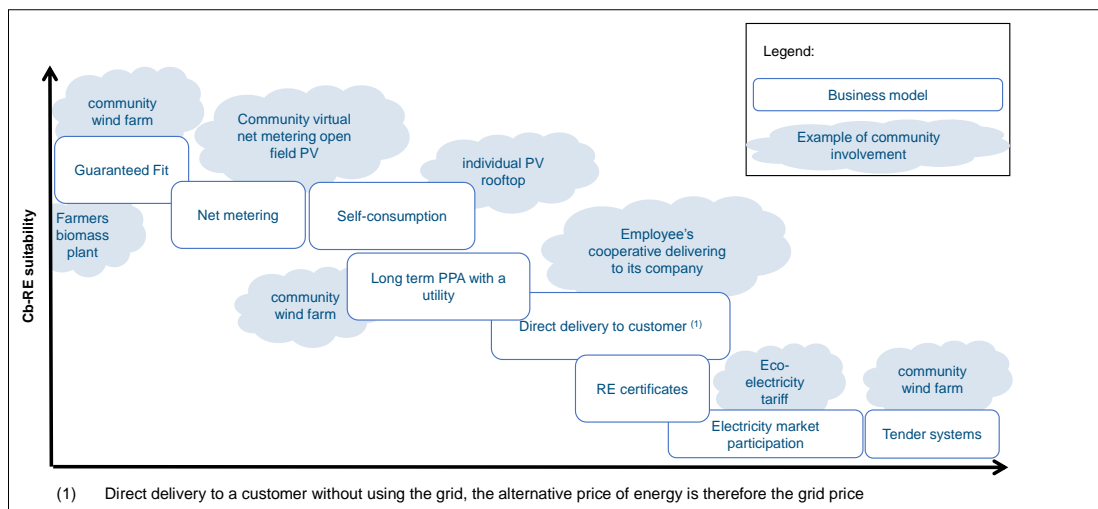 Legend:
Business model
Example of community
involvement
Cb-RE suitability
community
wind farm
Guaranteed Fit
Farmers
biomass
plant
Community virtual
net metering open
field PV
Net metering
individual PV
rooftop
Self-consumption
community
wind farm
Long term PPA with a
utility
Employee’s
cooperative delivering
to its company
Direct delivery to customer (1)
RE certificates
Eco-
electricity
tariff
Electricity market
participation
community
wind farm
Tender systems
(1) Direct delivery to a customer without using the grid, the alternative price of energy is therefore the grid price